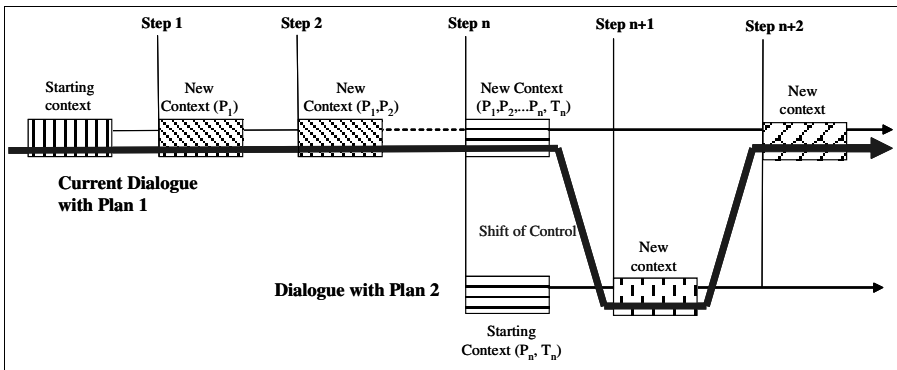 Step 1
Step 2
Step n
Step n+1
Step n+2
Starting
context
New
Context (P₁)
New
Context (P₁,P₂)
New Context
(P₁,P₂,...Pₙ, Tₙ)
New
context
Current Dialogue
with Plan 1
Shift of Control
New
context
Dialogue with Plan 2
Starting
Context (Pₙ, Tₙ)